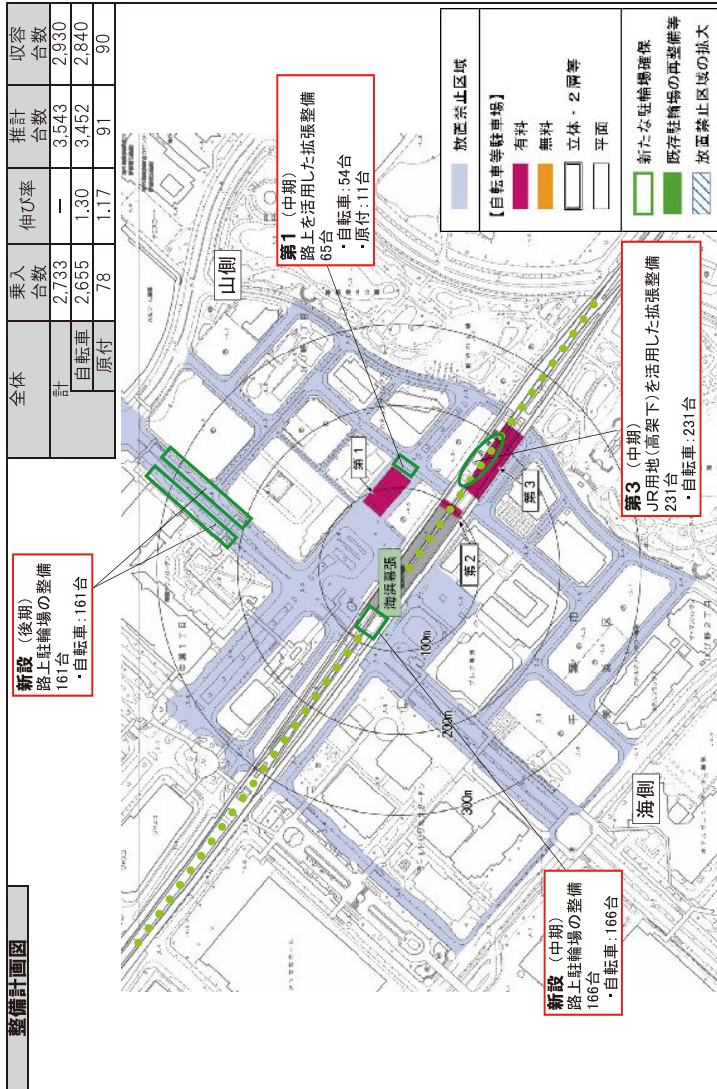 整備計画図
全体 乗入台数 伸び率 推計台数 収容台数
計 2,733 － 3,543 2,930
自転車 2,655 1.30 3,452 2,840
原付 78 1.17 91 90
新設 (後期)
路上駐輪場の整備
161台
・自転車:161台
山側
第1 (中期)
路上を活用した拡張整備
65台
・自転車:54台
・原付:11台
第1
海浜幕張
第2
第3
100m
200m
300m
海側
新設 (中期)
路上駐輪場の整備
166台
・自転車:166台
第3 (中期)
JR用地(高架下)を活用した拡張整備
231台
・自転車:231台
放置禁止区域
【自転車等駐車場】
有料
無料
立体・2層等
平面
新たな駐輪場確保
既存駐輪場の再整備等
放置禁止区域の拡大